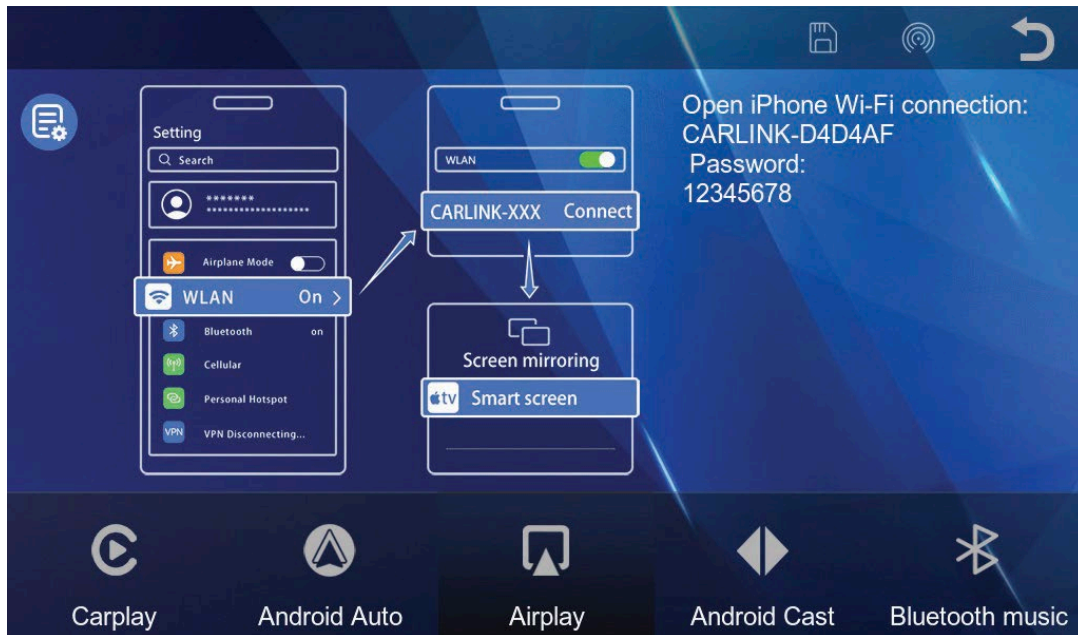 Open iPhone Wi-Fi connection:
CARLINK-D4D4AF
Password:
12345678
Setting
Search
*******
*******************
Airplane Mode
WLAN On >
Bluetooth on
Cellular
Personal Hotspot
VPN VPN Disconnecting...
WLAN
CARLINK-XXX Connect
Screen mirroring
tv Smart screen
Carplay
Android Auto
Airplay
Android Cast
Bluetooth music